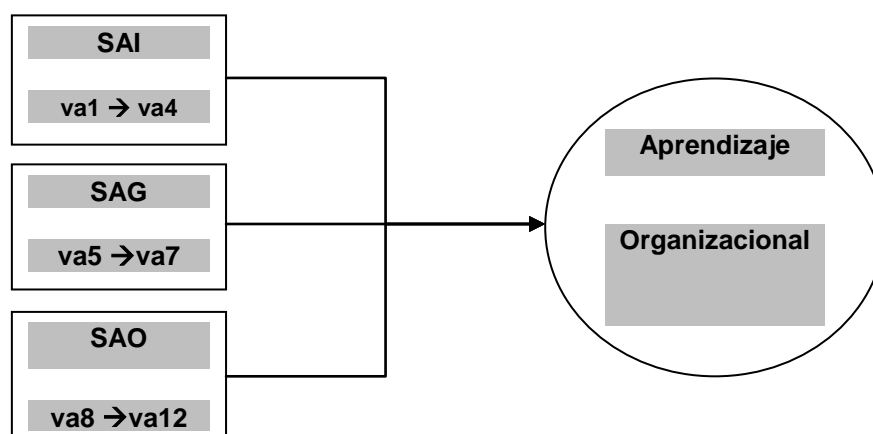 SAI
va1 → va4
SAG
va5 →va7
SAO
va8 →va12
Aprendizaje
Organizacional